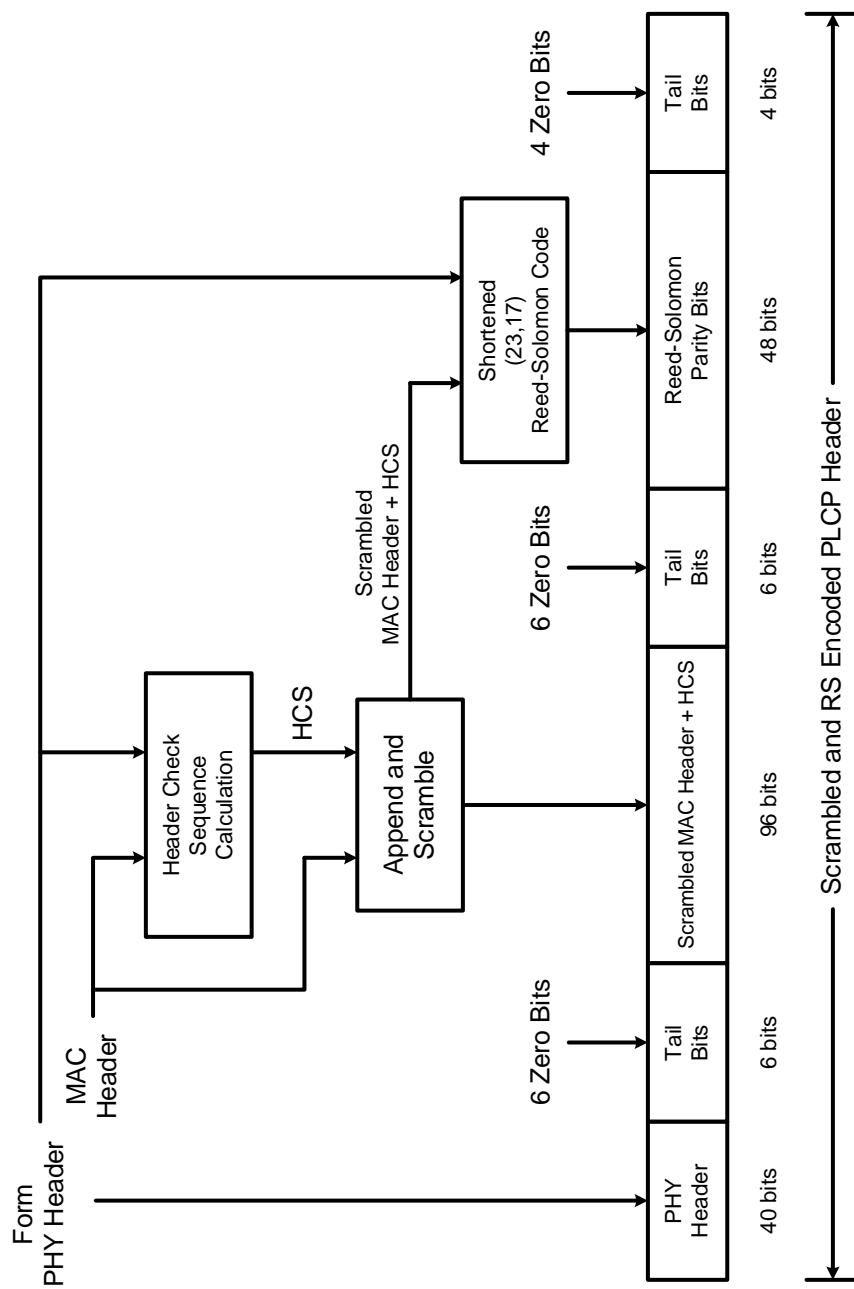 Form
PHY Header
MAC
Header
Header Check
Sequence
Calculation
HCS
Append and
Scramble
Scrambled
MAC Header + HCS
Shortened
(23,17)
Reed-Solomon Code
6 Zero Bits
6 Zero Bits
4 Zero Bits
PHY
Header
Tail
Bits
Scrambled MAC Header + HCS
Tail
Bits
Reed-Solomon
Parity Bits
Tail
Bits
40 bits
6 bits
96 bits
6 bits
48 bits
4 bits
Scrambled and RS Encoded PLCP Header